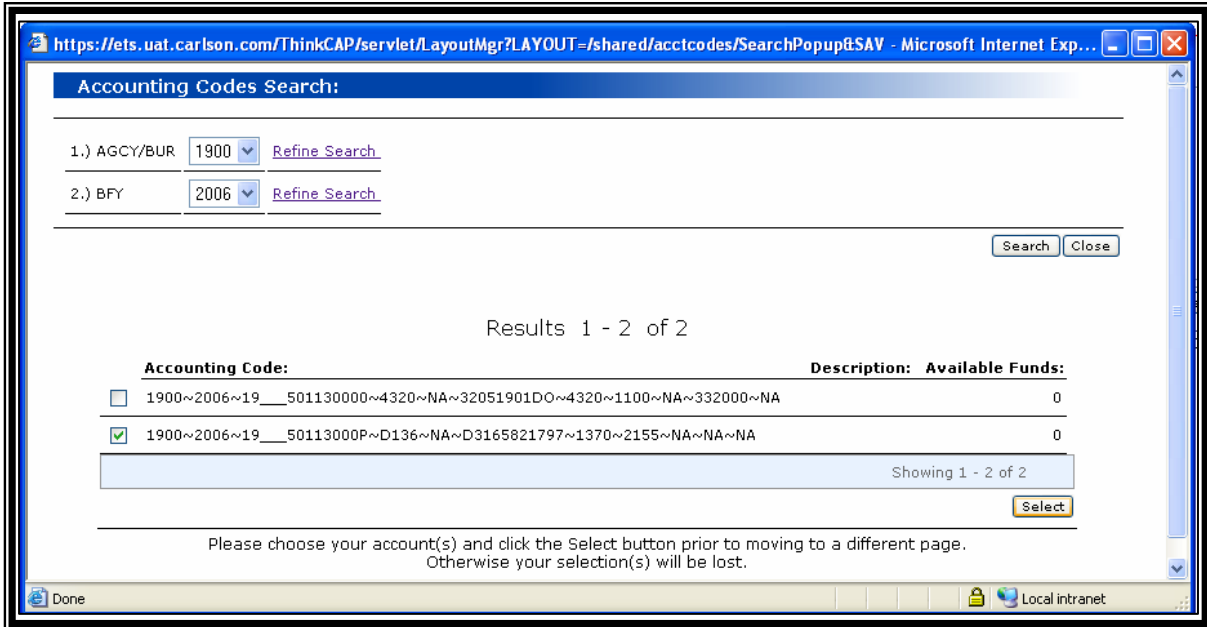 https://ets.uat.carlson.com/ThinkCAP/servlet/LayoutMgr?LAYOUT=/shared/acctcodes/SearchPopup&SAV - Microsoft Internet Exp...
Accounting Codes Search:
1.) AGCY/BUR 1900 Refine Search
2.) BFY 2006 Refine Search
Search Close
Results 1 - 2 of 2
Accounting Code: Description: Available Funds:
1900~2006~19___501130000~4320~NA~32051901DO~4320~1100~NA~332000~NA 0
1900~2006~19___50113000P~D136~NA~D3165821797~1370~2155~NA~NA~NA 0
Showing 1 - 2 of 2
Select
Please choose your account(s) and click the Select button prior to moving to a different page.
Otherwise your selection(s) will be lost.
Done Local intranet